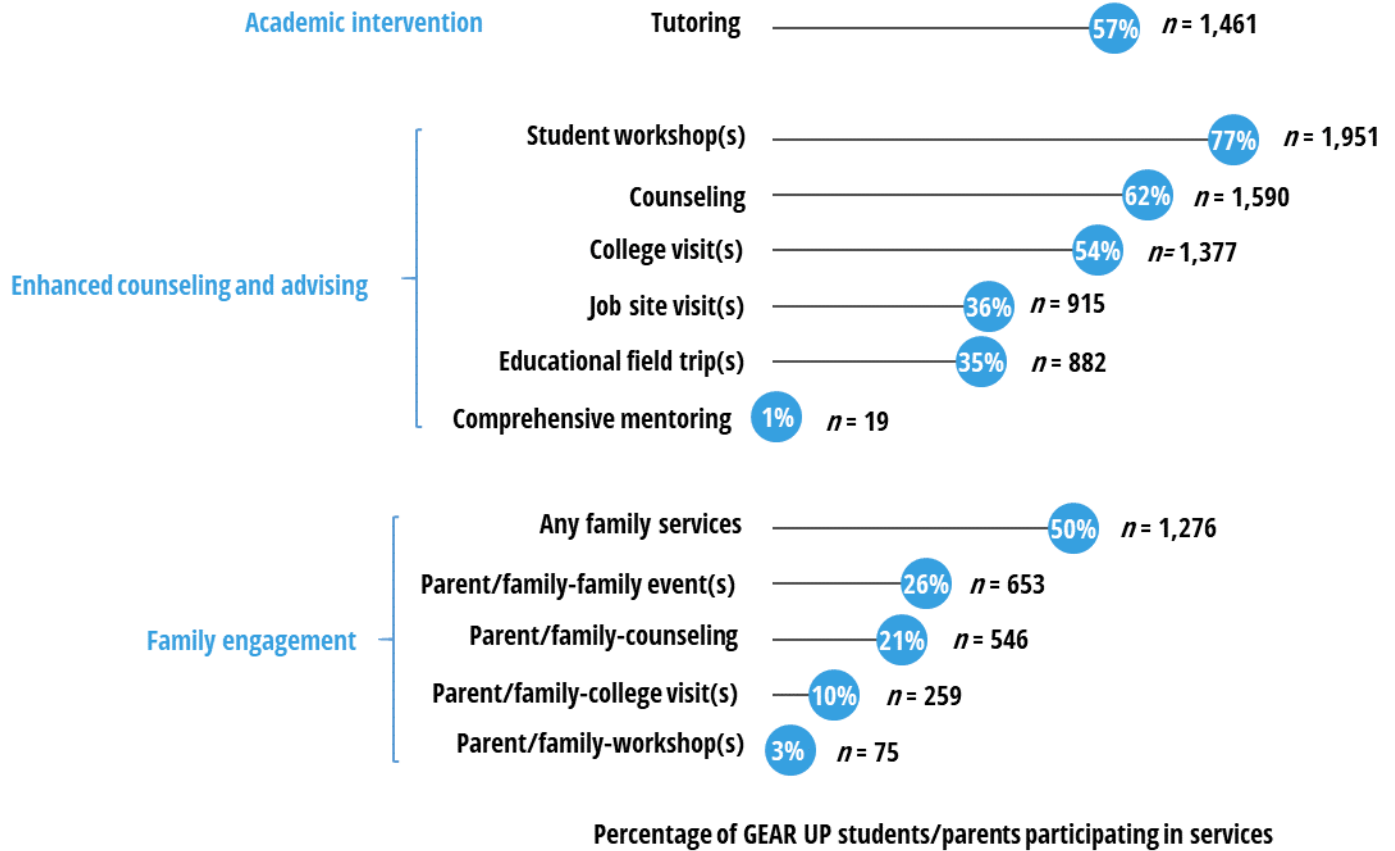 Academic intervention
Tutoring
57%
n = 1,461
Student workshop(s)
77%
n = 1,951
Counseling
62%
n = 1,590
College visit(s)
54%
n= 1,377
Enhanced counseling and advising
Job site visit(s)
36%
n = 915
Educational field trip(s)
35%
n = 882
Comprehensive mentoring
1%
n = 19
Any family services
50%
n = 1,276
Parent/family-family event(s)
26%
n = 653
Family engagement
Parent/family-counseling
21%
n = 546
Parent/family-college visit(s)
10%
n = 259
Parent/family-workshop(s)
3%
n = 75
Percentage of GEAR UP students/parents participating in services